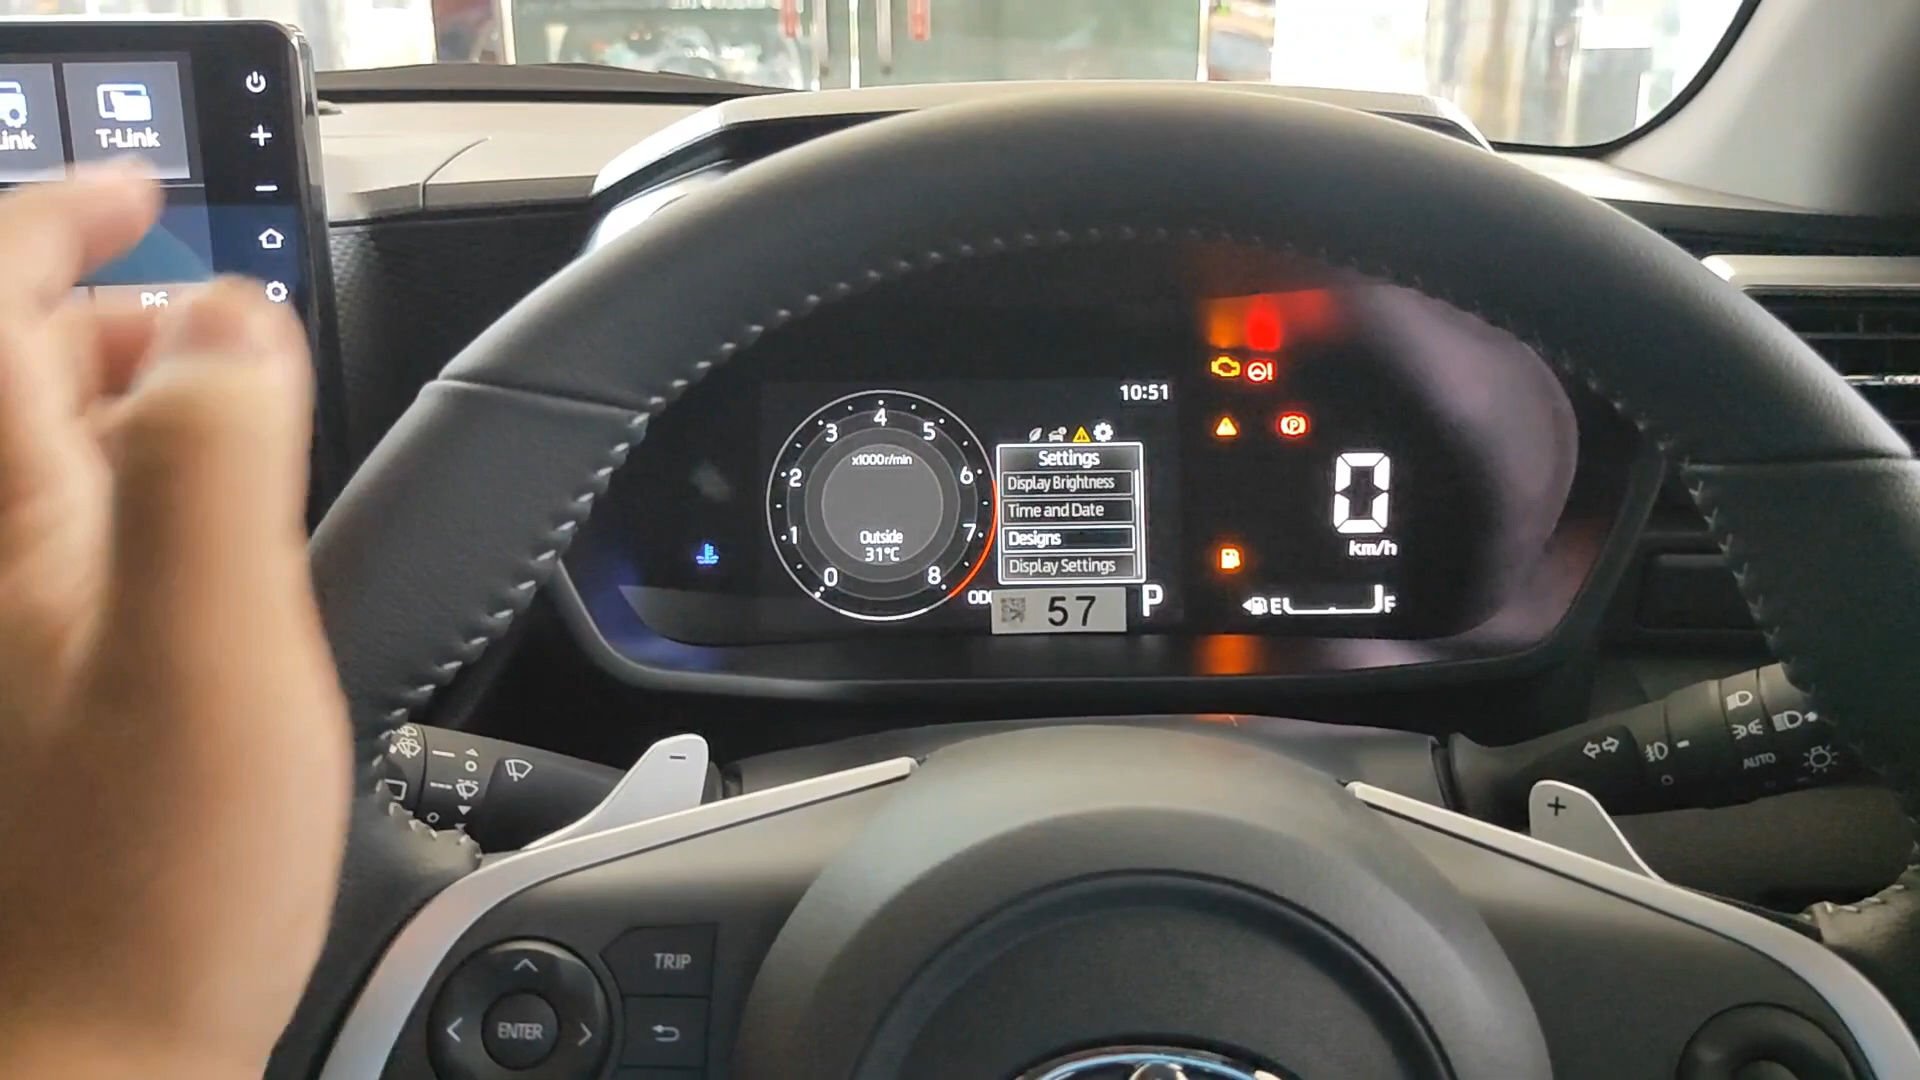 Link
T-Link
P6
10:51
4
3
5
x1000r/min
2
6
Outside
31°C
1
7
0
8
Settings
Display Brightness
Time and Date
Designs
Display Settings
57
P
0
km/h
E
F
TRIP
ENTER
AUTO